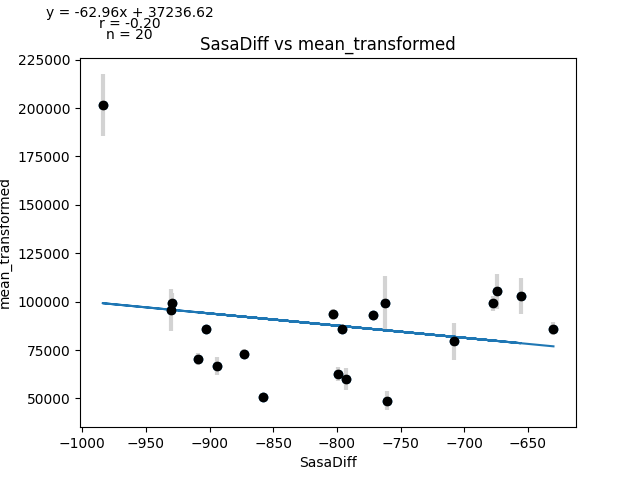 y = -62.96x + 37236.62
r = -0.20
n = 20
SasaDiff vs mean_transformed
225000
200000
175000
150000
125000
100000
75000
50000
mean_transformed
−1000
−950
−900
−850
−800
−750
−700
−650
SasaDiff